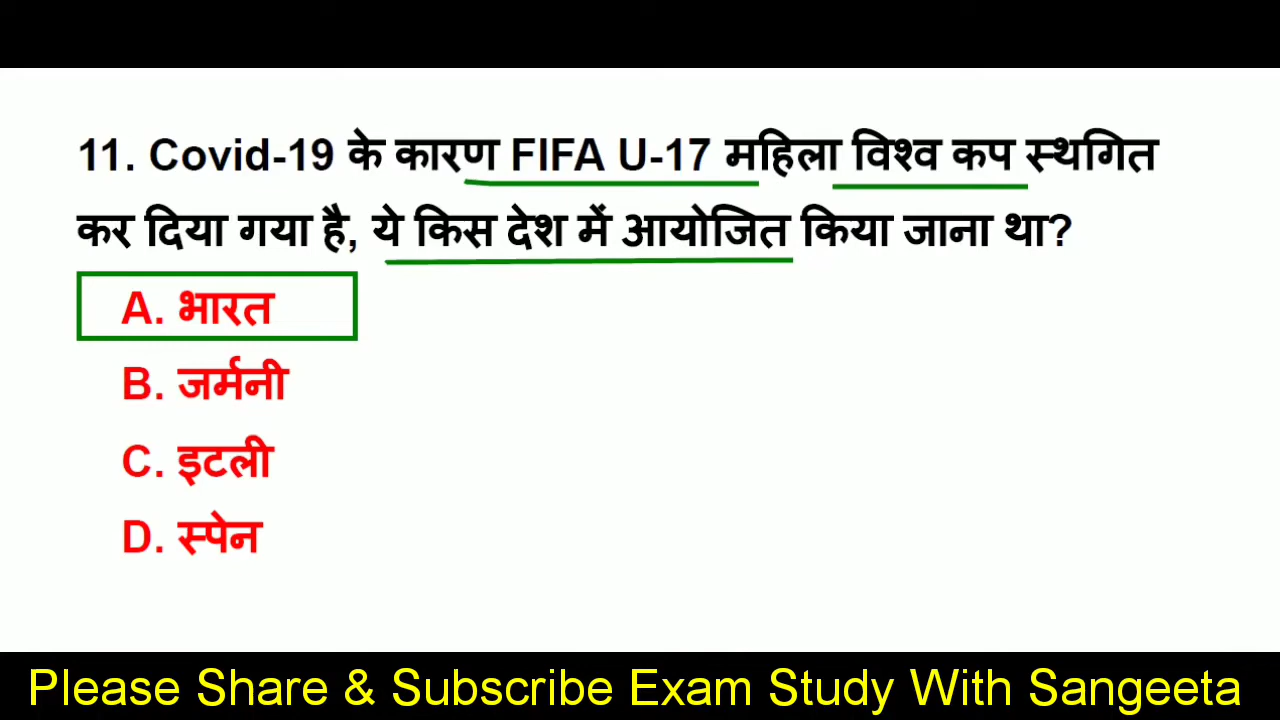 11. Covid-19 के कारण FIFA U-17 महिला विश्व कप स्थगित
कर दिया गया है, ये किस देश में आयोजित किया जाना था?
A. भारत
B. जर्मनी
C. इटली
D. स्पेन
Please Share & Subscribe Exam Study With Sangeeta